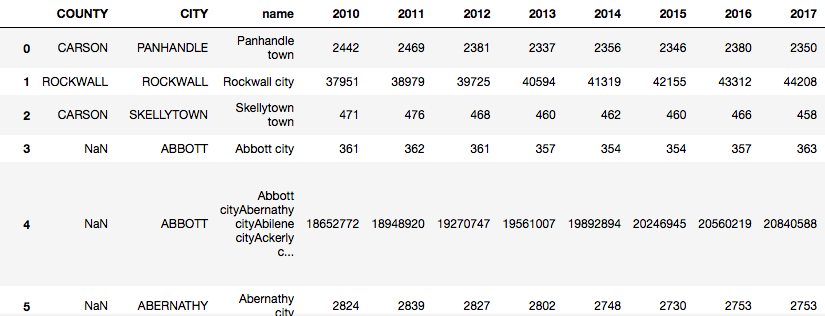 COUNTY CITY name 2010 2011 2012 2013 2014 2015 2016 2017
0 CARSON PANHANDLE Panhandle town 2442 2469 2381 2337 2356 2346 2380 2350
1 ROCKWALL ROCKWALL Rockwall city 37951 38979 39725 40594 41319 42155 43312 44208
2 CARSON SKELLYTOWN Skellytown town 471 476 468 460 462 460 466 458
3 NaN ABBOTT Abbott city 361 362 361 357 354 354 357 363
4 NaN ABBOTT Abbott cityAbernathy cityAbilene cityAckerly c... 18652772 18948920 19270747 19561007 19892894 20246945 20560219 20840588
5 NaN ABERNATHY Abernathy city 2824 2839 2827 2802 2748 2730 2753 2753